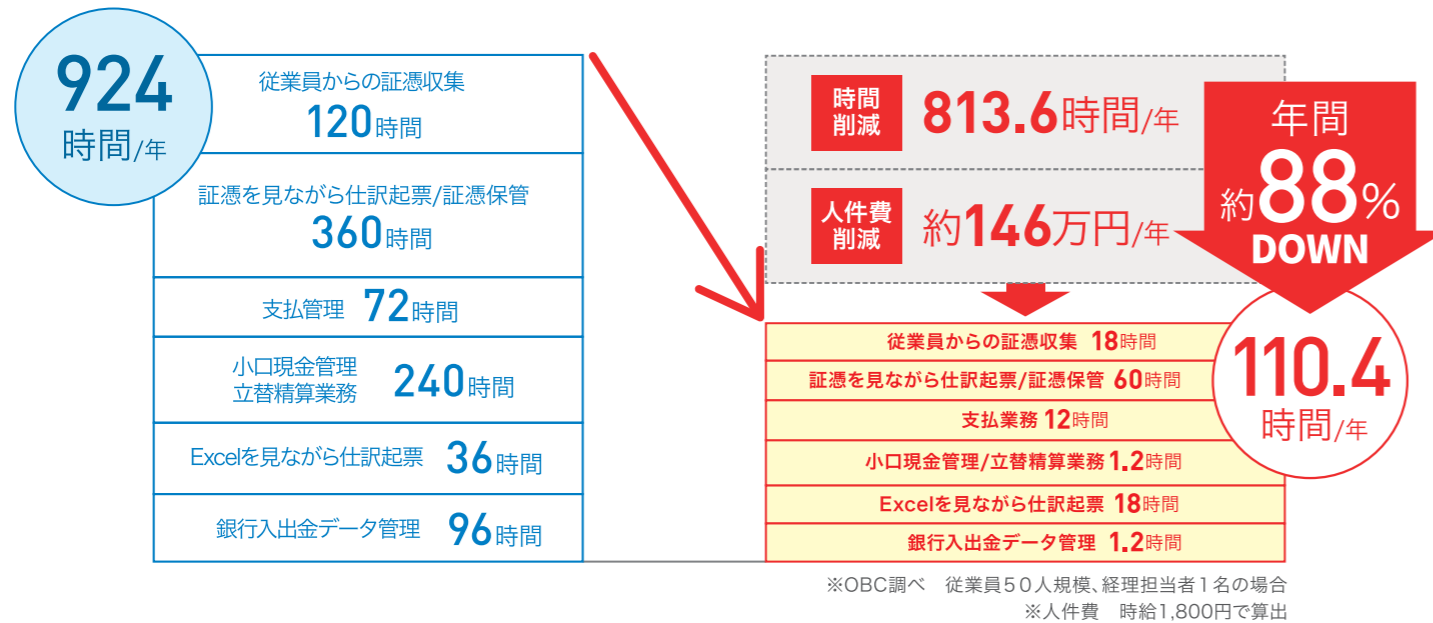 924
時間/年
従業員からの証憑収集
120時間
証憑を見ながら仕訳起票/証憑保管
360時間
支払管理 72時間
小口現金管理
立替精算業務 240時間
Excelを見ながら仕訳起票 36時間
銀行入出金データ管理 96時間
時間
削減
813.6時間/年
人件費
削減
約146万円/年
年間
約88%
DOWN
110.4
時間/年
従業員からの証憑収集 18時間
証憑を見ながら仕訳起票/証憑保管 60時間
支払業務 12時間
小口現金管理/立替精算業務 1.2時間
Excelを見ながら仕訳起票 18時間
銀行入出金データ管理 1.2時間
※OBC調べ　従業員50人規模、経理担当者1名の場合
※人件費　時給1,800円で算出